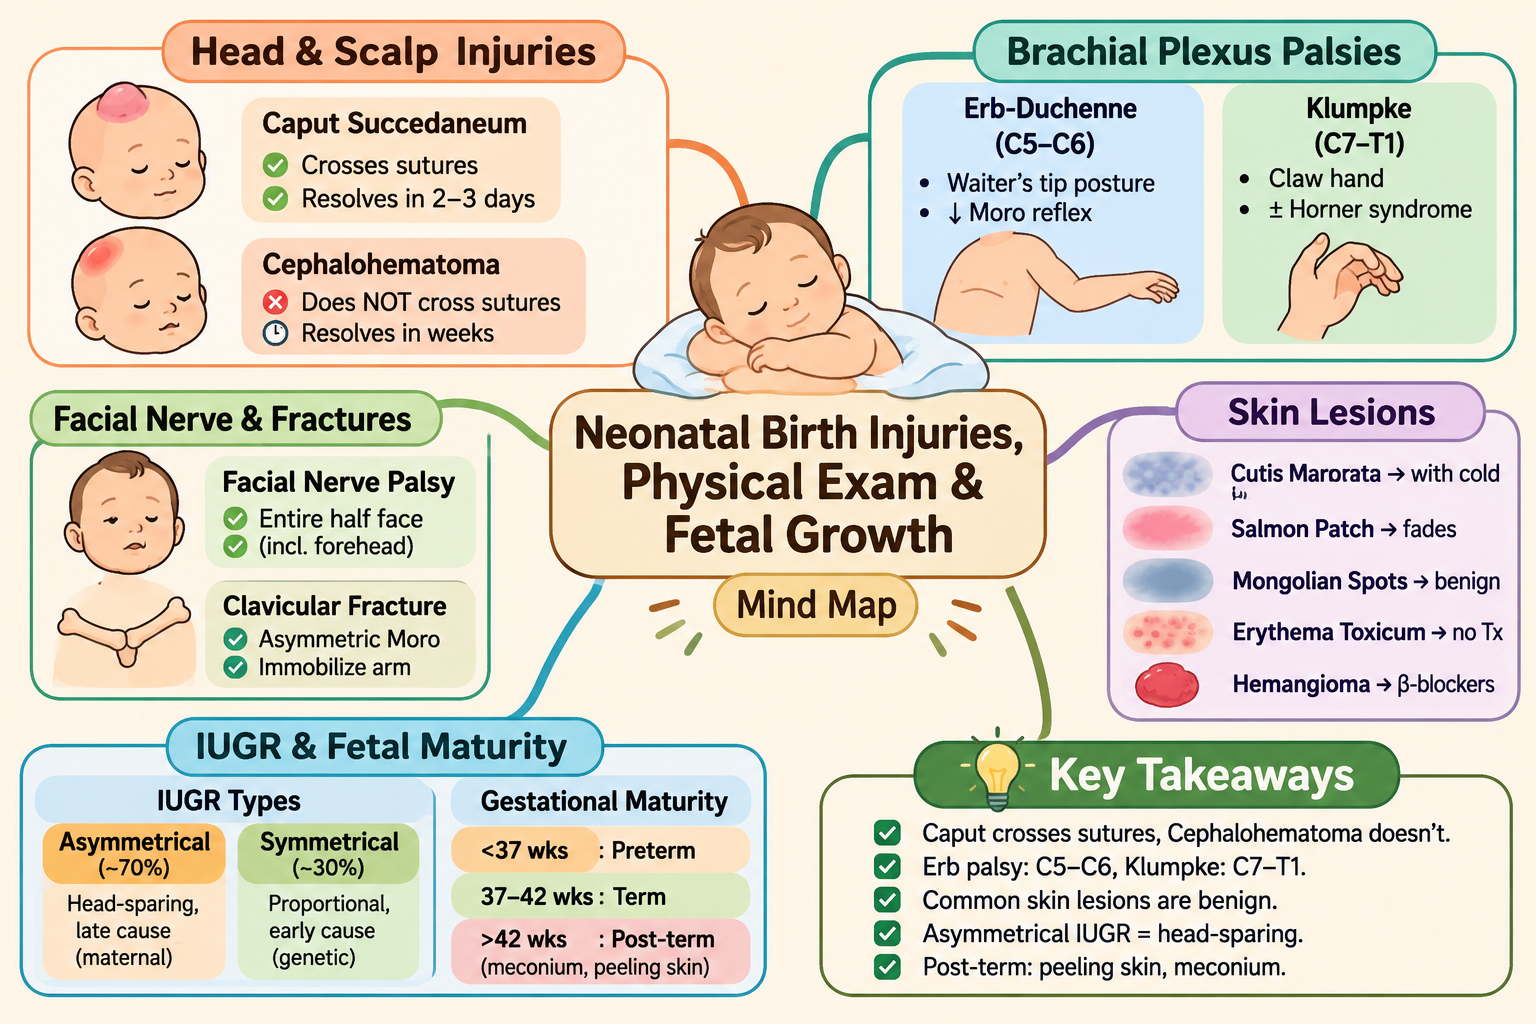 Head & Scalp Injuries
Caput Succedaneum
Crosses sutures
Resolves in 2–3 days
Cephalohematoma
Does NOT cross sutures
Resolves in weeks
Brachial Plexus Palsies
Erb-Duchenne
(C5–C6)
• Waiter's tip posture
• ↓ Moro reflex
Klumpke
(C7–T1)
• Claw hand
• ± Horner syndrome
Neonatal Birth Injuries,
Physical Exam &
Fetal Growth
Mind Map
Facial Nerve & Fractures
Facial Nerve Palsy
Entire half face
(incl. forehead)
Clavicular Fracture
Asymmetric Moro
Immobilize arm
Skin Lesions
Cutis Marorata → with cold
Salmon Patch → fades
Mongolian Spots → benign
Erythema Toxicum → no Tx
Hemangioma → β-blockers
IUGR & Fetal Maturity
IUGR Types
Asymmetrical
(~70%)
Head-sparing,
late cause
(maternal)
Symmetrical
(~30%)
Proportional,
early cause
(genetic)
Gestational Maturity
<37 wks : Preterm
37–42 wks : Term
>42 wks : Post-term
(meconium, peeling skin)
Key Takeaways
Caput crosses sutures, Cephalohematoma doesn't.
Erb palsy: C5–C6, Klumpke: C7–T1.
Common skin lesions are benign.
Asymmetrical IUGR = head-sparing.
Post-term: peeling skin, meconium.